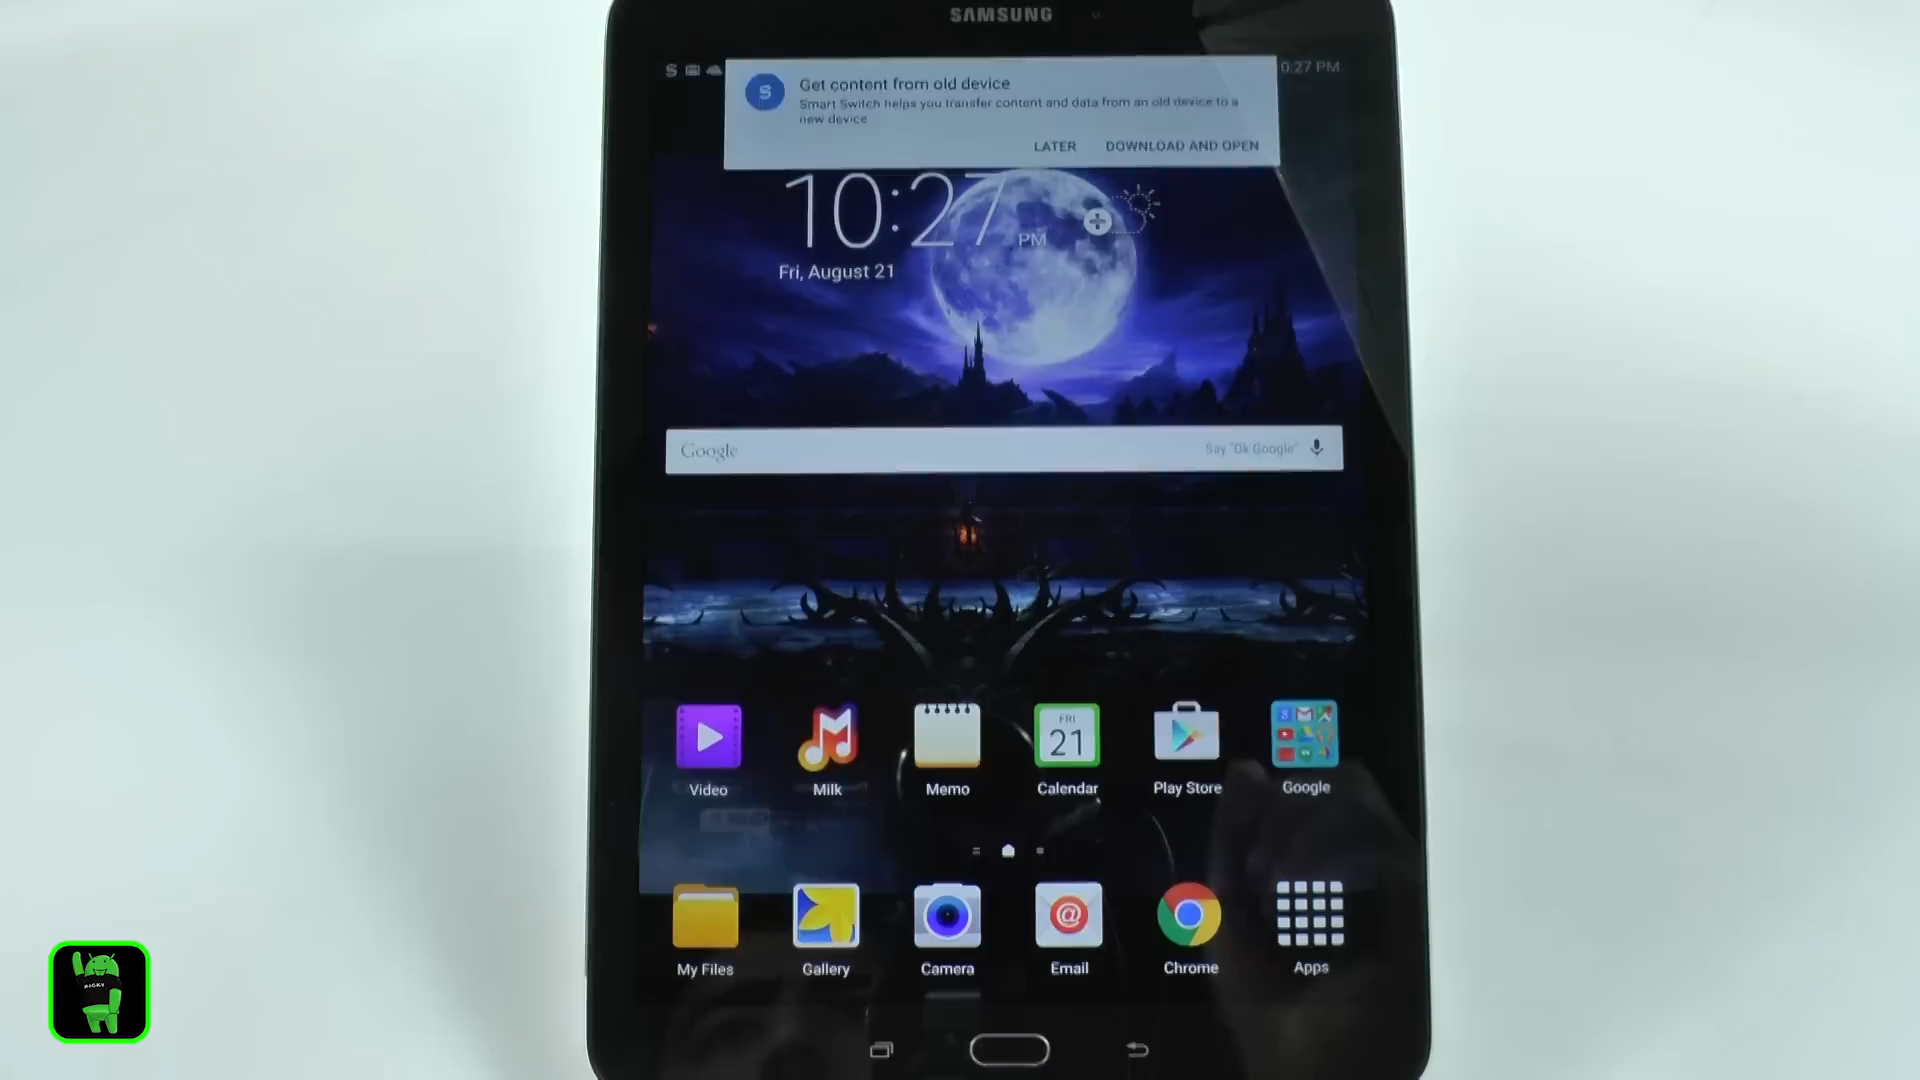 SAMSUNG
0:27 PM
Get content from old device
Smart Switch helps you transfer content and data from an old device to a
new device
LATER DOWNLOAD AND OPEN
10:27 PM
Fri, August 21
Google Say "Ok Google"
FRI
21
Video Milk Memo Calendar Play Store Google
@
My Files Gallery Camera Email Chrome Apps
RICKY